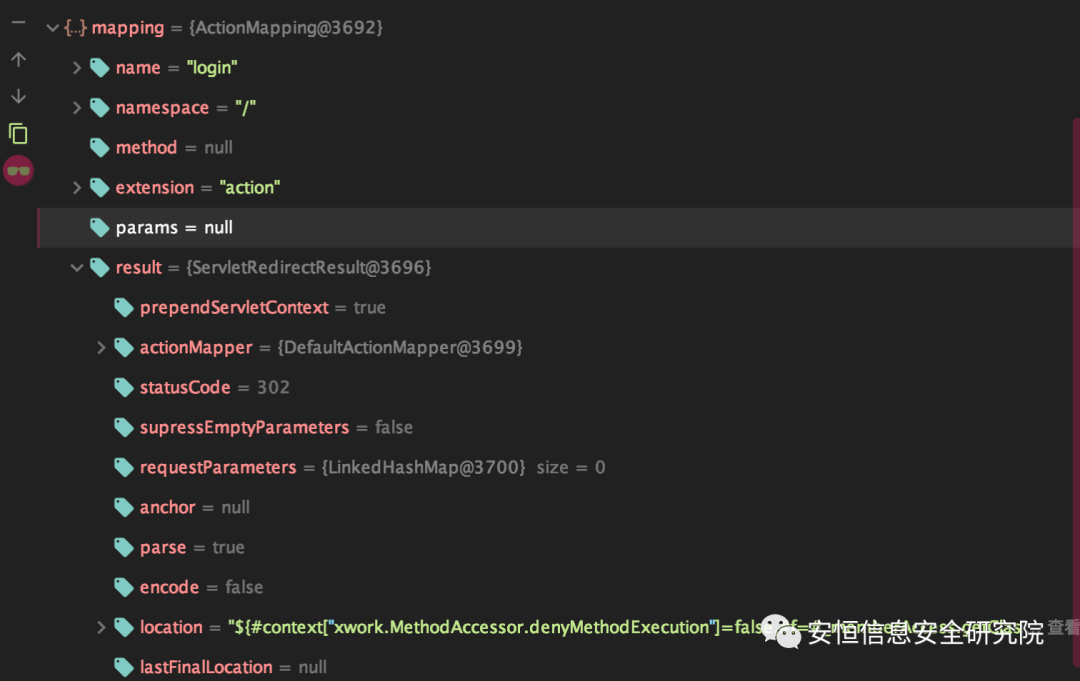 mapping = {ActionMapping@3692}
name = "login"
namespace = "/"
method = null
extension = "action"
params = null
result = {ServletRedirectResult@3696}
prependServletContext = true
actionMapper = {DefaultActionMapper@3699}
statusCode = 302
supressEmptyParameters = false
requestParameters = {LinkedHashMap@3700} size = 0
anchor = null
parse = true
encode = false
location = "${#context["xwork.MethodAccessor.denyMethodExecution"]=false 查看
安恒信息安全研究院
lastFinalLocation = null